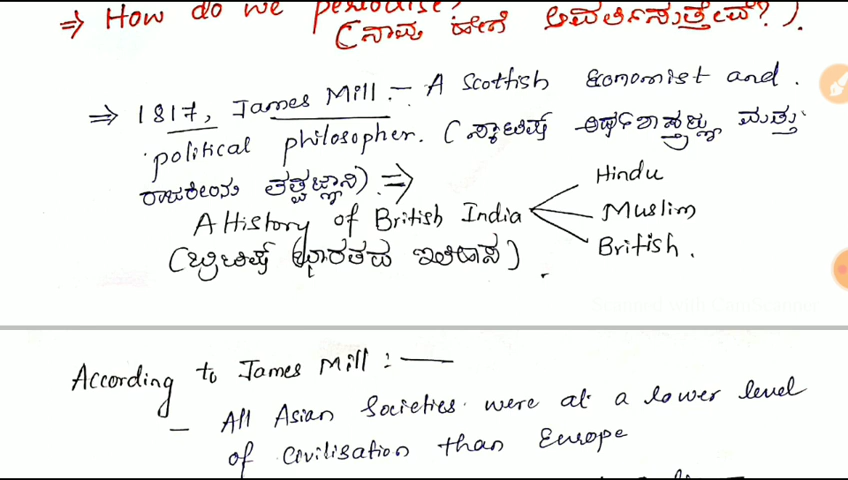 ⇒ How do we periodise?
(ನಾವು ಹೇಗೆ ಆವರ್ತಿಸುತ್ತೇವೆ?).
⇒ 1817, James Mill :- A Scottish Economist and
political philosopher. (ಸ್ಕಾಟಿಷ್ ಅರ್ಥಶಾಸ್ತ್ರಜ್ಞ ಮತ್ತು
ರಾಜಕೀಯ ತತ್ವಜ್ಞಾನಿ) ⇒
A History of British India
Hindu
Muslim
British.
(ಬ್ರಿಟಿಷ್ ಭಾರತದ ಇತಿಹಾಸ)
According to James Mill :—
- All Asian Societies were at a lower level
of civilisation than Europe